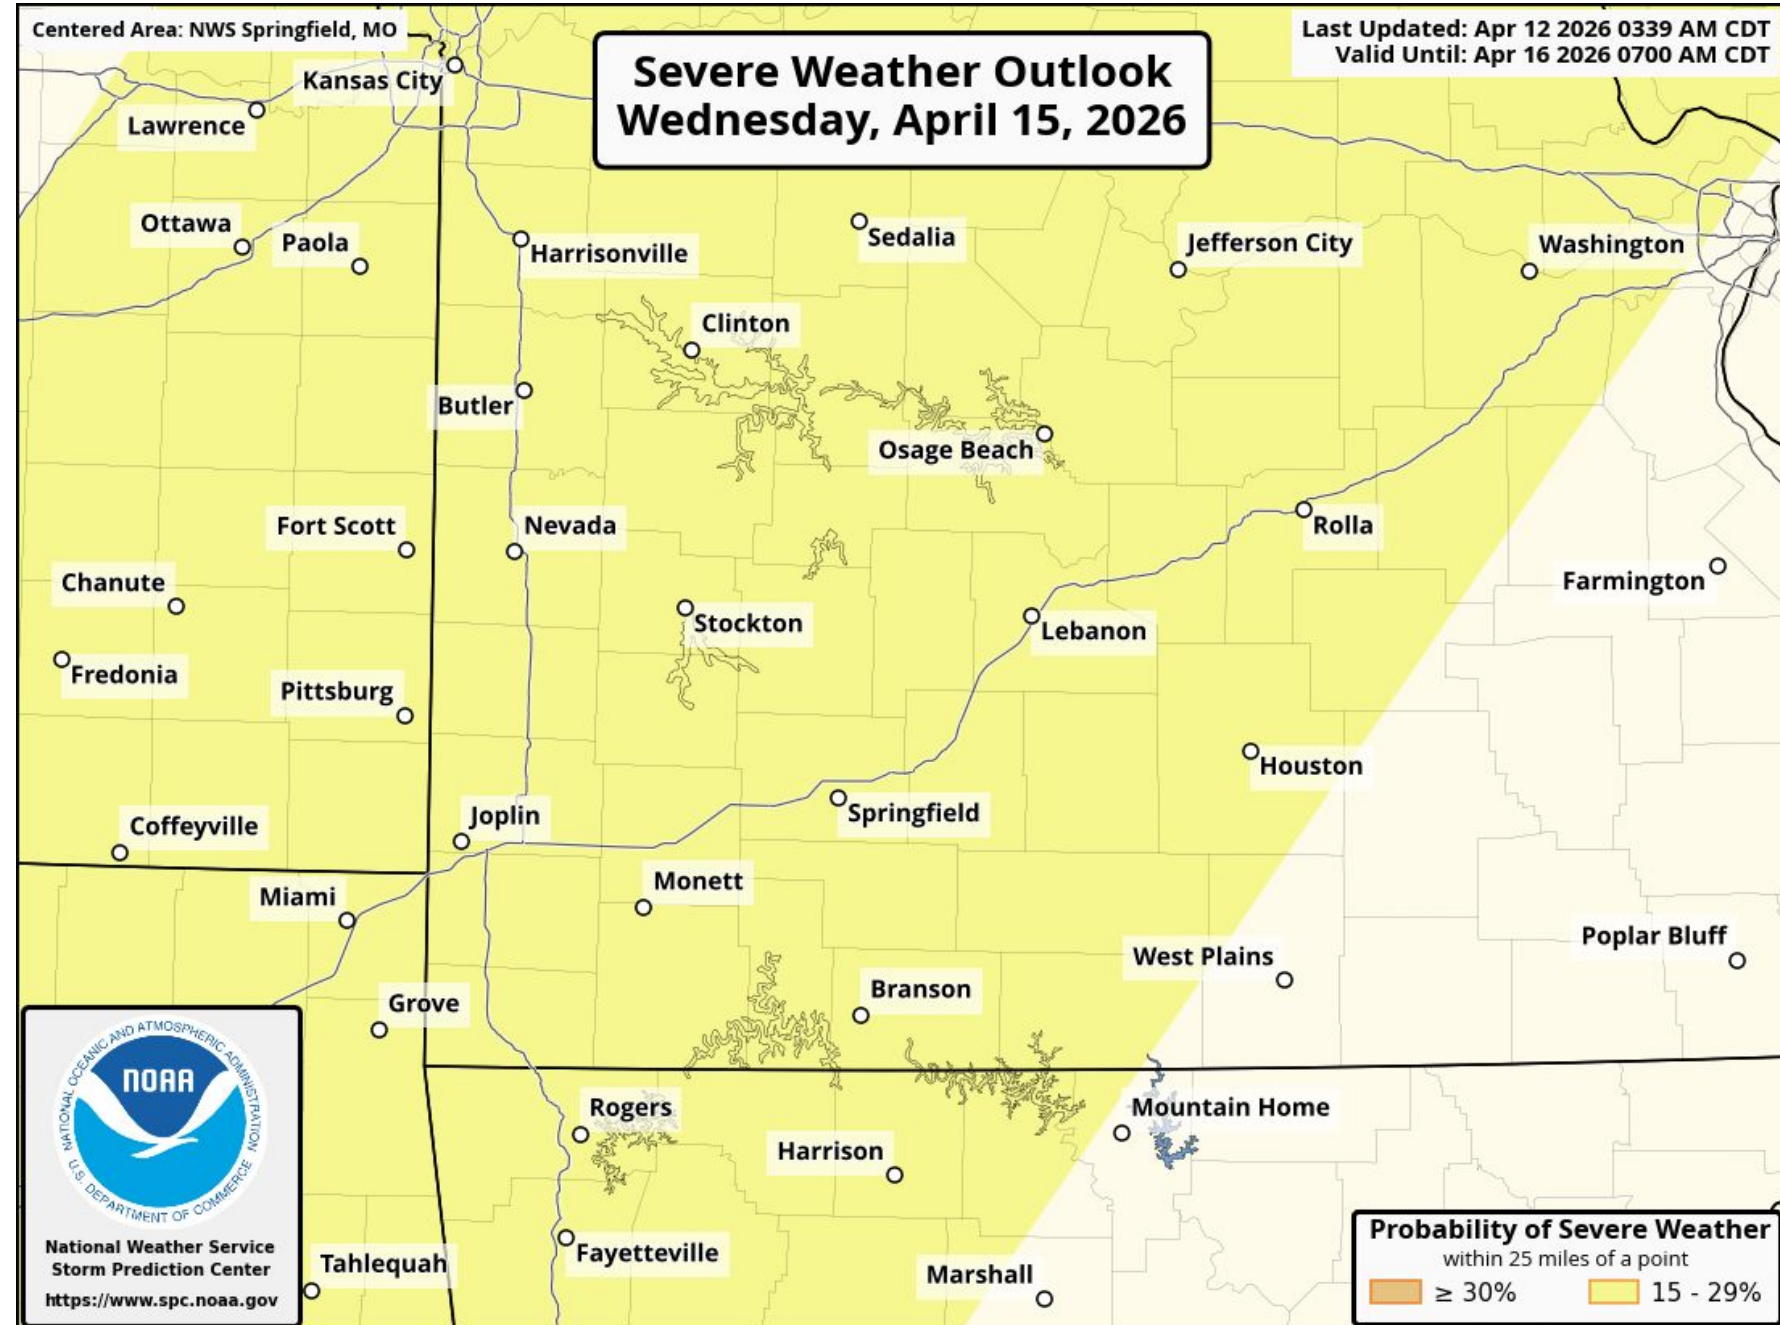 Centered Area: NWS Springfield, MO
Last Updated: Apr 12 2026 0339 AM CDT
Valid Until: Apr 16 2026 0700 AM CDT
Severe Weather Outlook
Wednesday, April 15, 2026
Kansas City
Lawrence
Ottawa
Paola
Harrisonville
Sedalia
Jefferson City
Washington
Clinton
Butler
Osage Beach
Fort Scott
Nevada
Rolla
Chanute
Farmington
Stockton
Lebanon
Fredonia
Pittsburg
Houston
Coffeyville
Joplin
Springfield
Miami
Monett
West Plains
Poplar Bluff
Grove
Branson
Rogers
Mountain Home
Harrison
Tahlequah
Fayetteville
Marshall
NATIONAL OCEANIC AND ATMOSPHERIC ADMINISTRATION
NOAA
U.S. DEPARTMENT OF COMMERCE
National Weather Service
Storm Prediction Center
https://www.spc.noaa.gov
Probability of Severe Weather
within 25 miles of a point
≥ 30%
15 - 29%